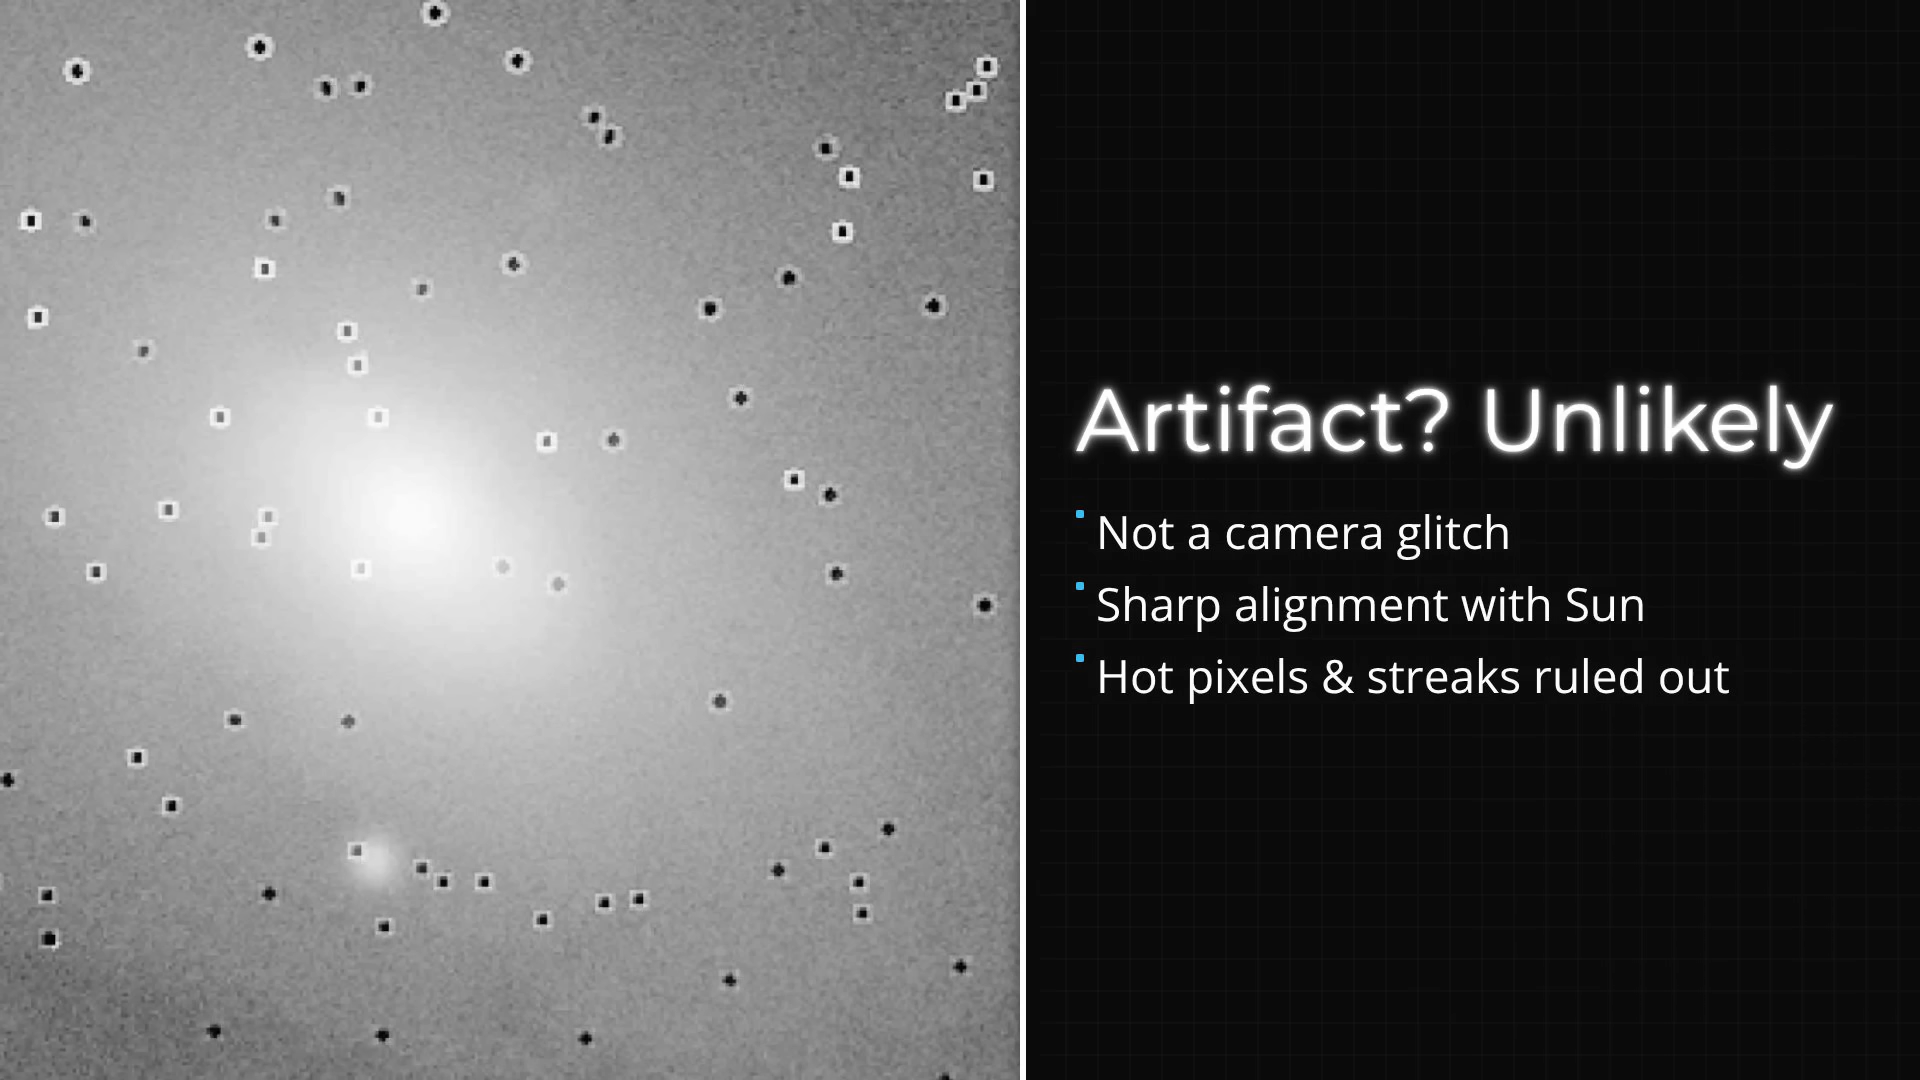 Artifact? Unlikely
Not a camera glitch
Sharp alignment with Sun
Hot pixels & streaks ruled out